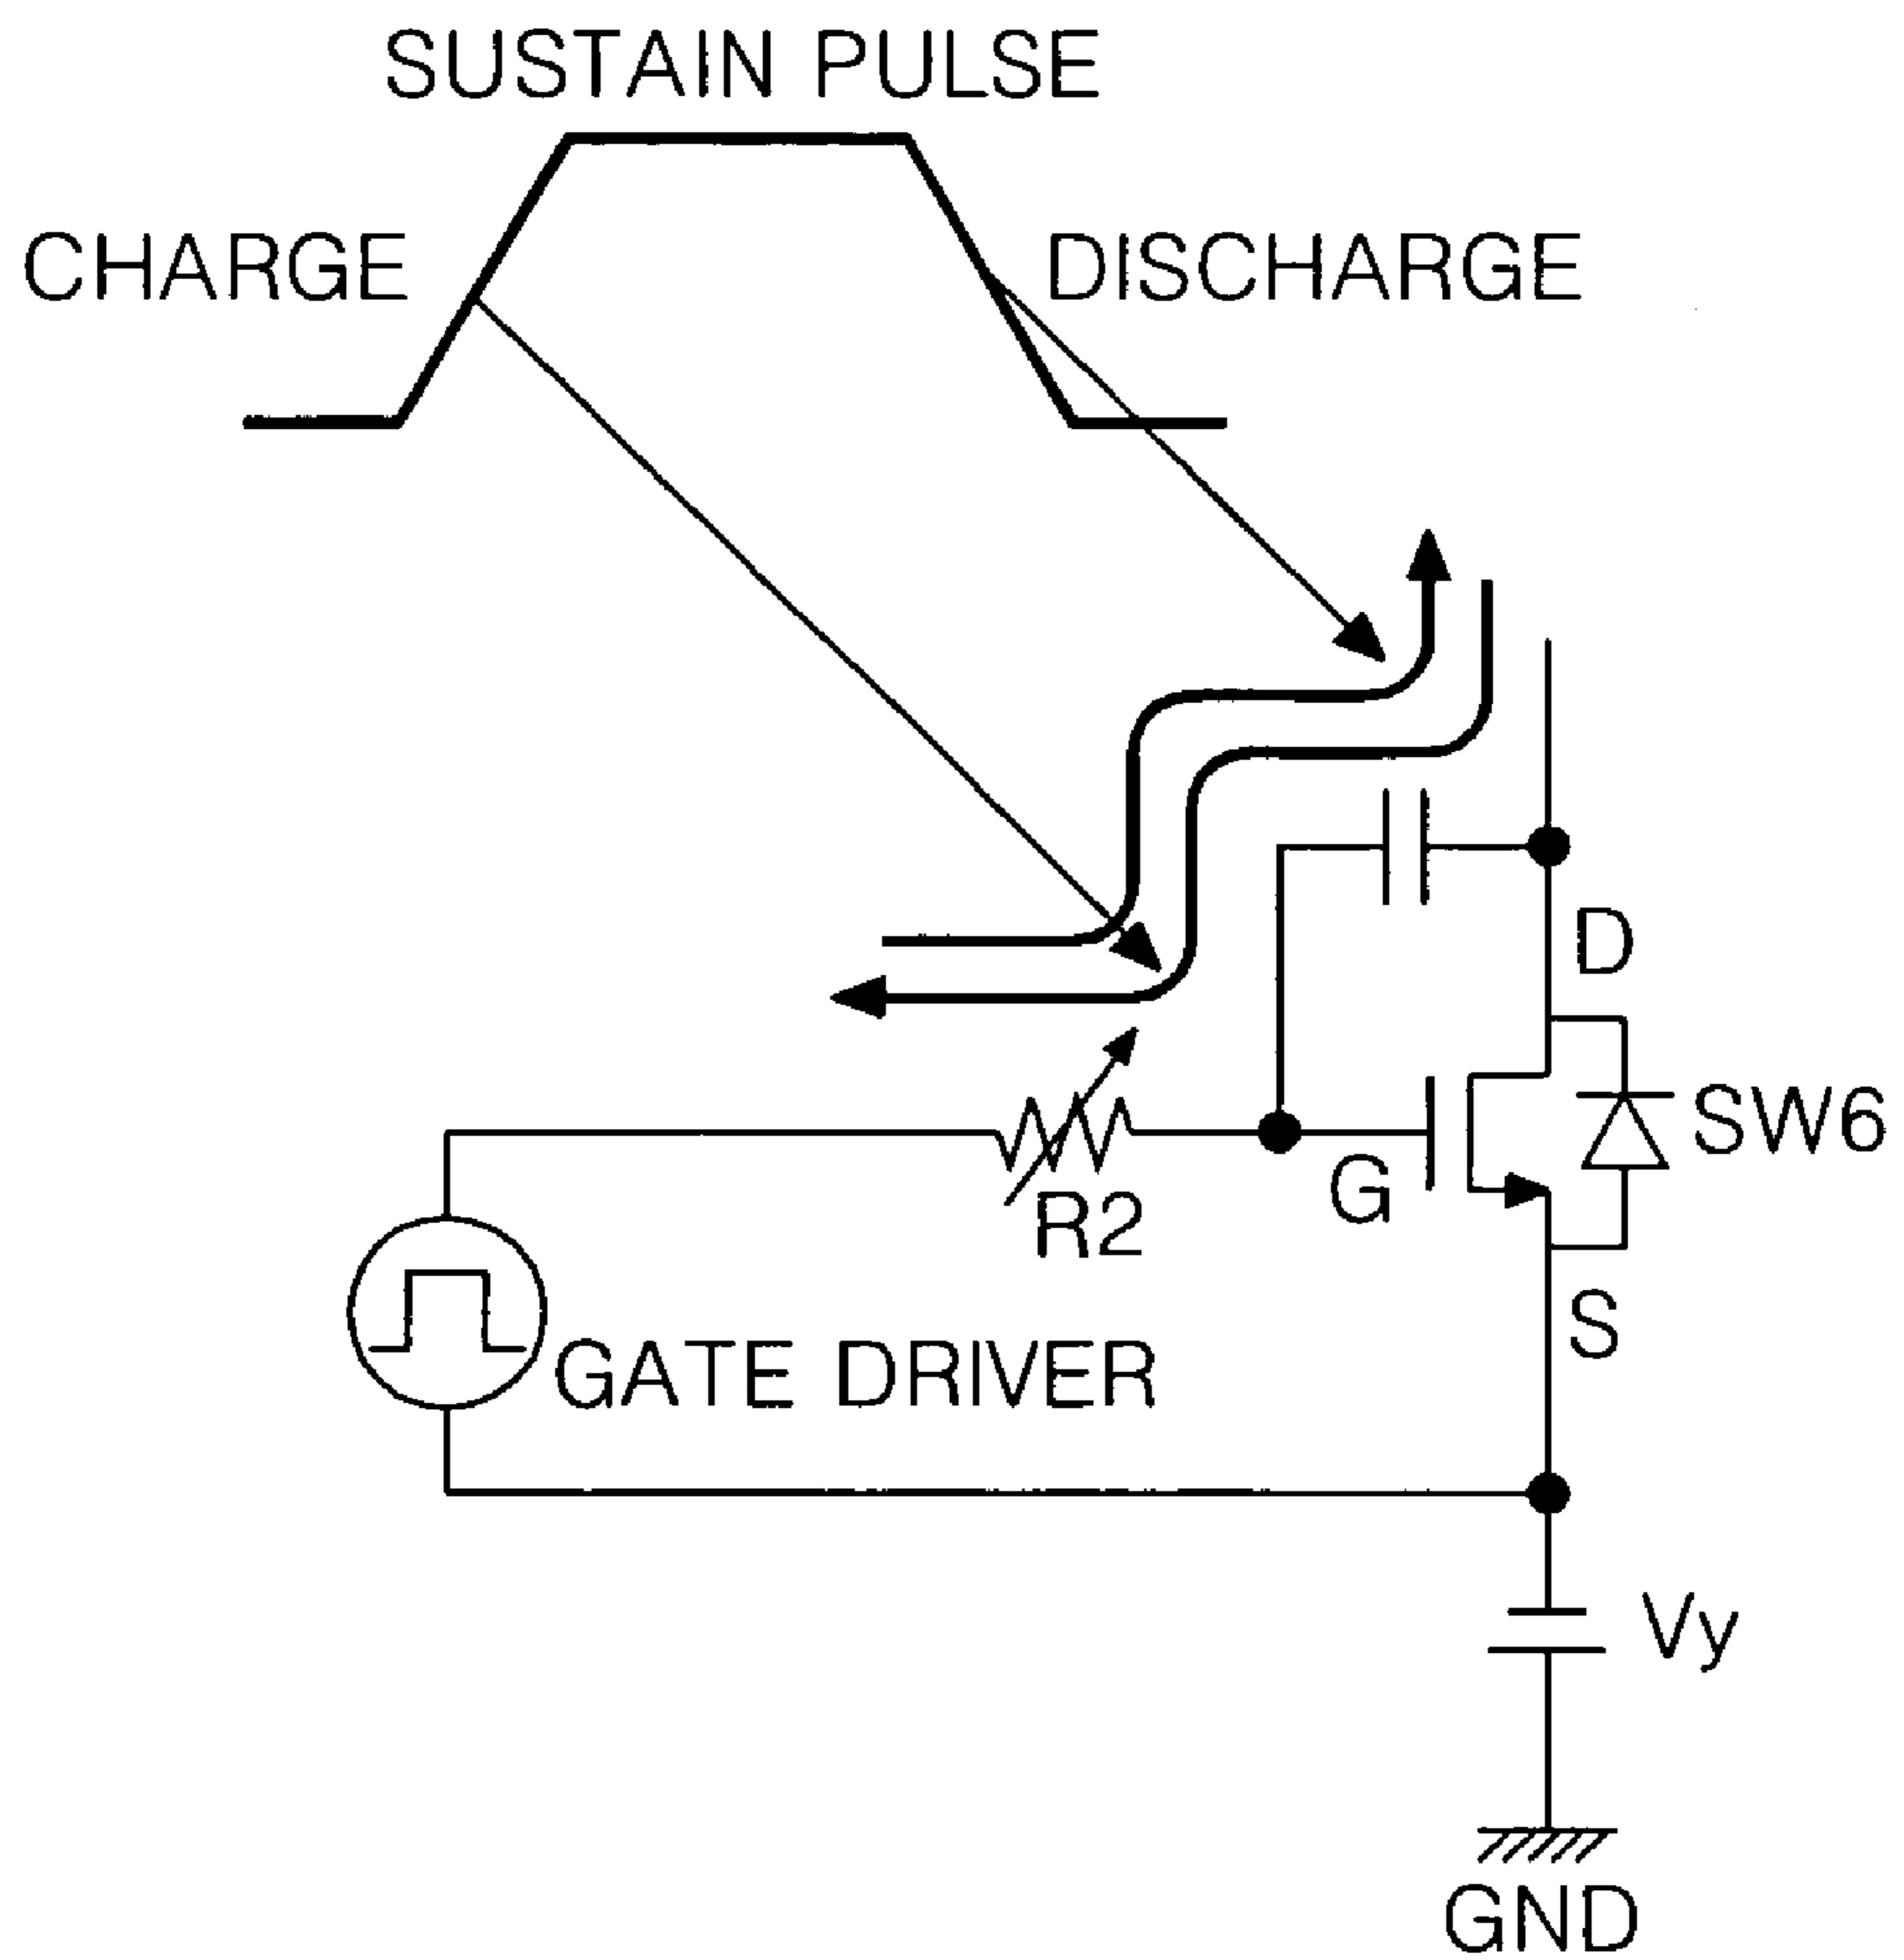 SUSTAIN PULSE
CHARGE
DISCHARGE
D
SW6
G
R2
S
GATE DRIVER
Vy
GND